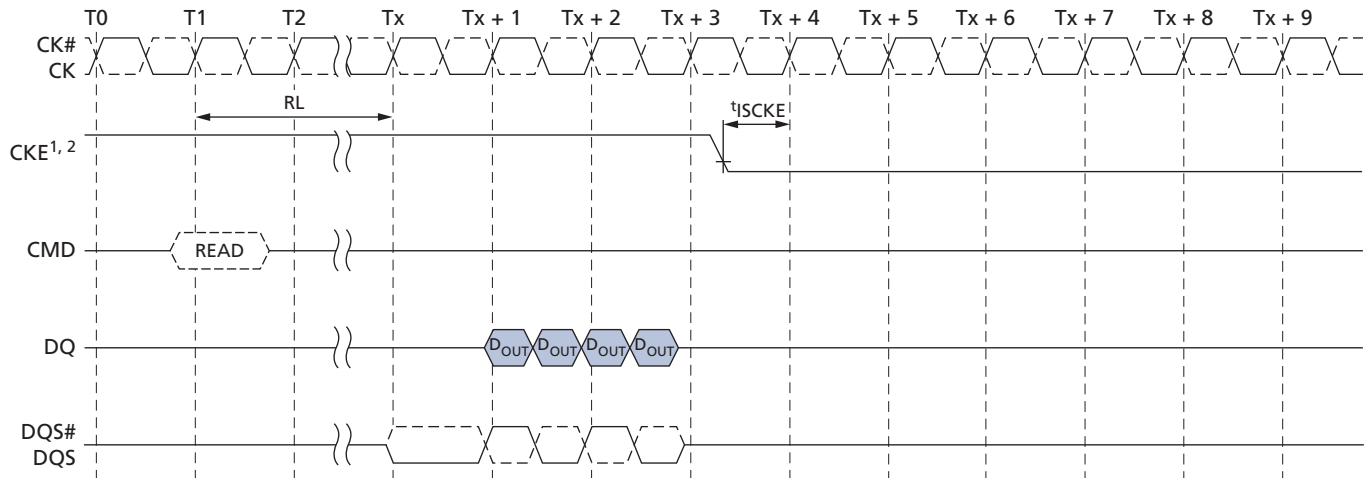 T0 T1 T2 Tx Tx + 1 Tx + 2 Tx + 3 Tx + 4 Tx + 5 Tx + 6 Tx + 7 Tx + 8 Tx + 9
CK#
CK
RL
tISCKE
CKE1, 2
CMD READ
DQ DOUT DOUT DOUT DOUT
DQS#
DQS